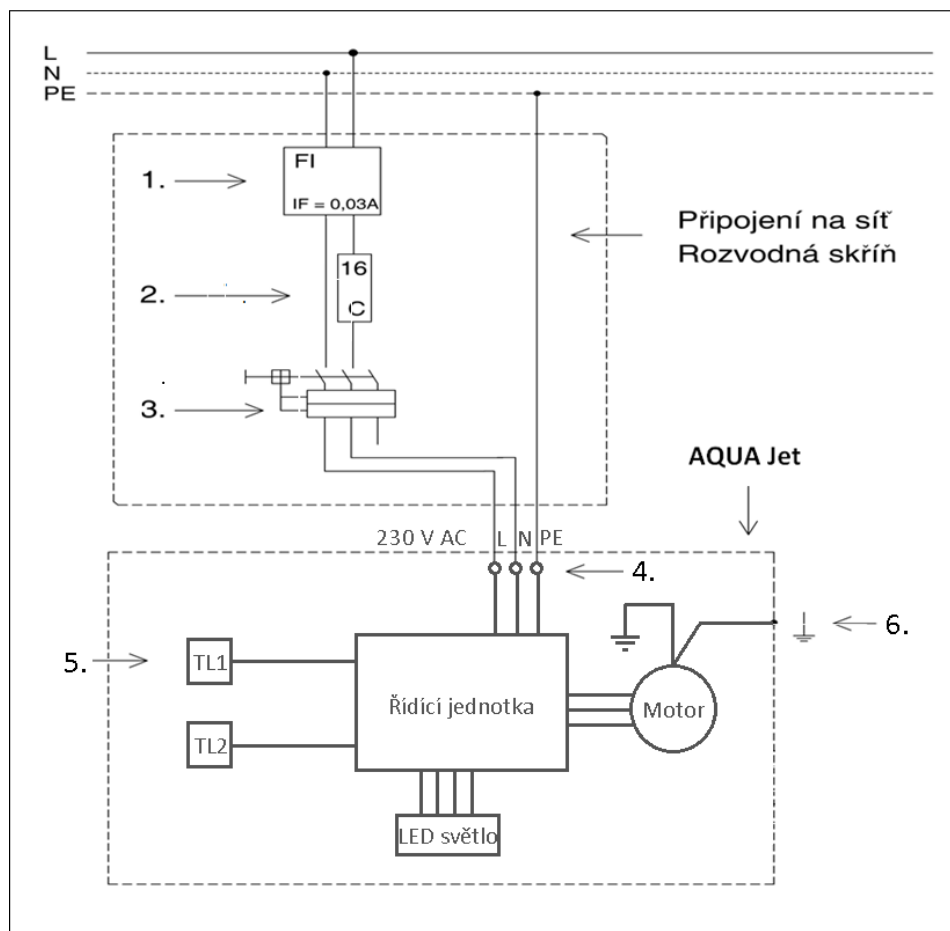 L
N
PE
FI
IF = 0,03A
1.
16
C
2.
3.
Připojení na síť
Rozvodná skříň
AQUA Jet
230 V AC L N PE
4.
5.
TL1
TL2
Řídící jednotka
Motor
6.
LED světlo